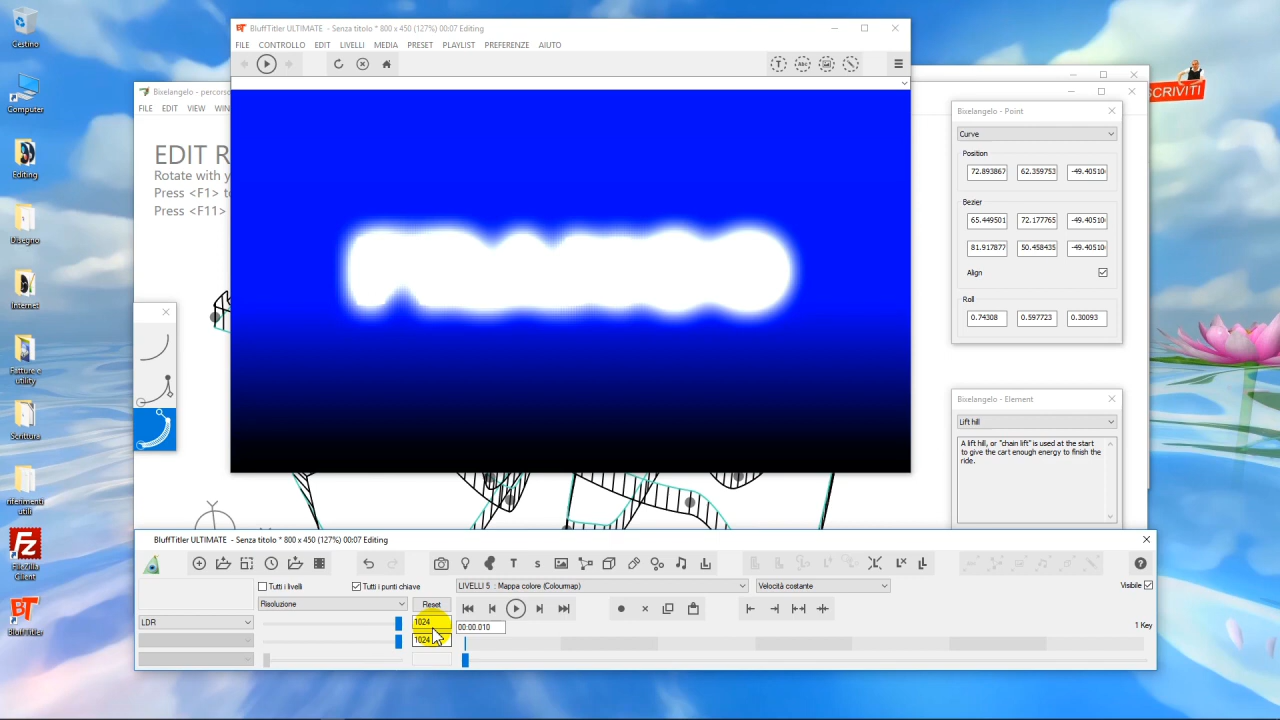 Cestino
Computer
Editing
Disegno
Internet
Fatture e
utility
Scrittura
riferimenti
utili
FileZilla
Client
BluffTitler
BluffTitler ULTIMATE - Senza titolo * 800 x 450 (127%) 00:07 Editing
FILE CONTROLLO EDIT LIVELLI MEDIA PRESET PLAYLIST PREFERENZE AIUTO
Bixelangelo - percorso
FILE EDIT VIEW WIN
EDIT R
Rotate with y
Press <F1> to
Press <F11>
SCRIVITI
Bixelangelo - Point
Curve
Position
72.893867 62.359753 -49.40510
Bezier
65.449501 72.177765 -49.40510
81.917877 50.458435 -49.40510
Align
Roll
0.74308 0.597723 0.30093
Bixelangelo - Element
Lift hill
A lift hill, or "chain lift" is used at the start
to give the cart enough energy to finish the
ride.
BluffTitler ULTIMATE - Senza titolo * 800 x 450 (127%) 00:07 Editing
Tutti i livelli Tutti i punti chiave LIVELLI 5 : Mappa colore (Colourmap) Velocità costante Visibile
Risoluzione Reset
LDR 1024 00:00.010 1 Key
1024